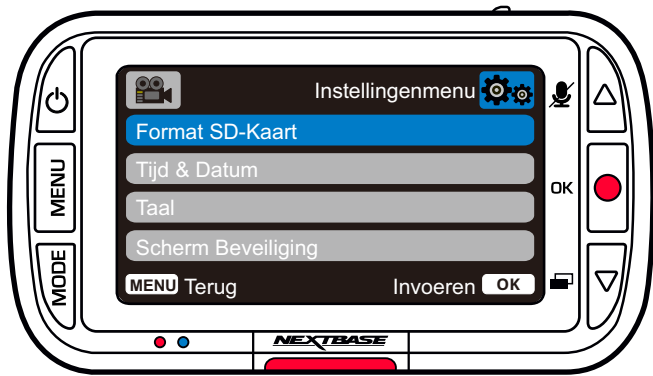 Instellingenmenu
Format SD-Kaart
Tijd & Datum
Taal
Scherm Beveiliging
MENU Terug Invoeren OK
MENU
MODE
OK
NEXTBASE